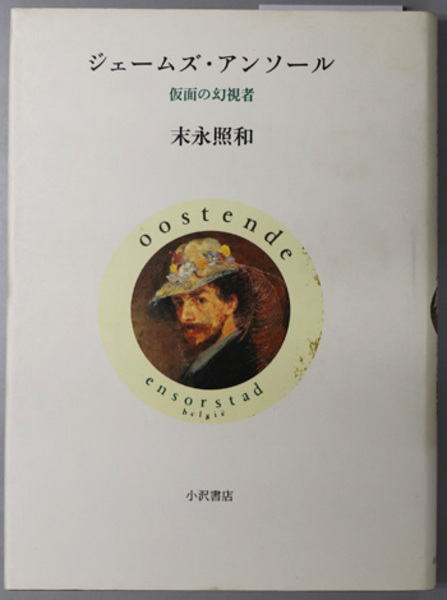 ジェームズ・アンソール
仮面の幻視者
末永照和
oostende
ensorstad
belgië
小沢書店